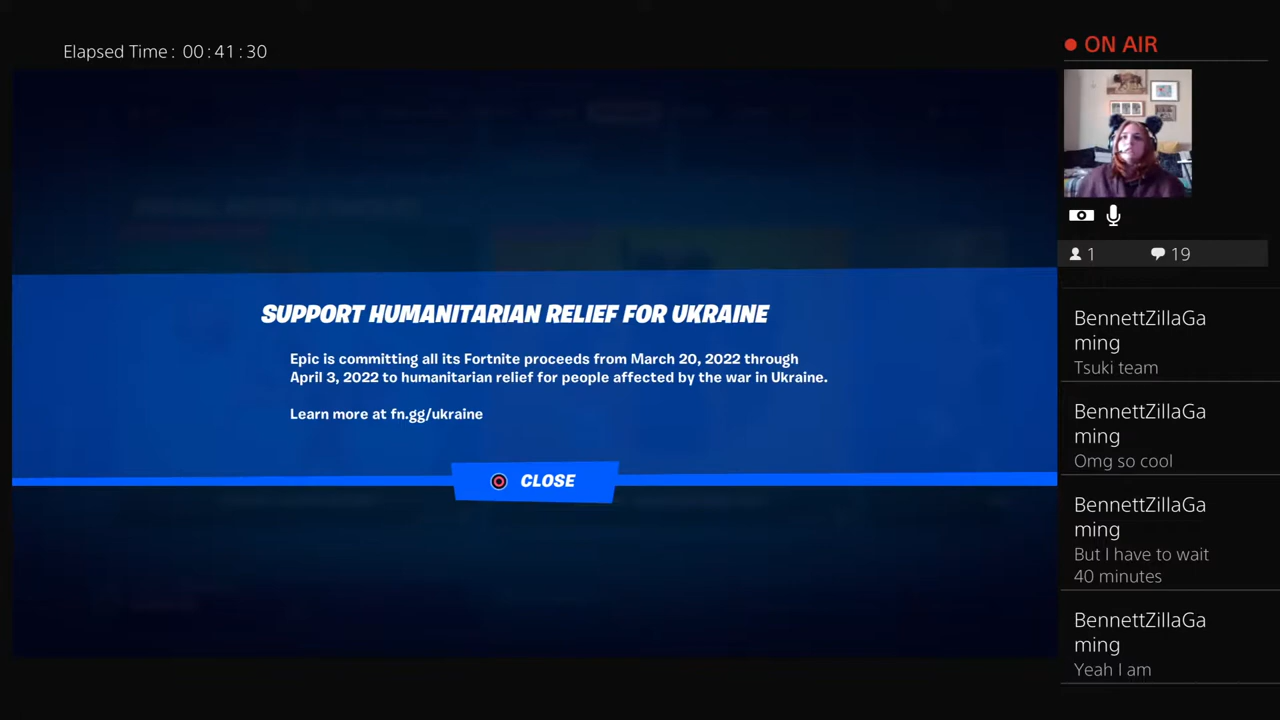 Elapsed Time : 00:41:30
ON AIR
1
19
SUPPORT HUMANITARIAN RELIEF FOR UKRAINE
Epic is committing all its Fortnite proceeds from March 20, 2022 through
April 3, 2022 to humanitarian relief for people affected by the war in Ukraine.
Learn more at fn.gg/ukraine
CLOSE
BennettZillaGa
ming
Tsuki team
BennettZillaGa
ming
Omg so cool
BennettZillaGa
ming
But I have to wait
40 minutes
BennettZillaGa
ming
Yeah I am